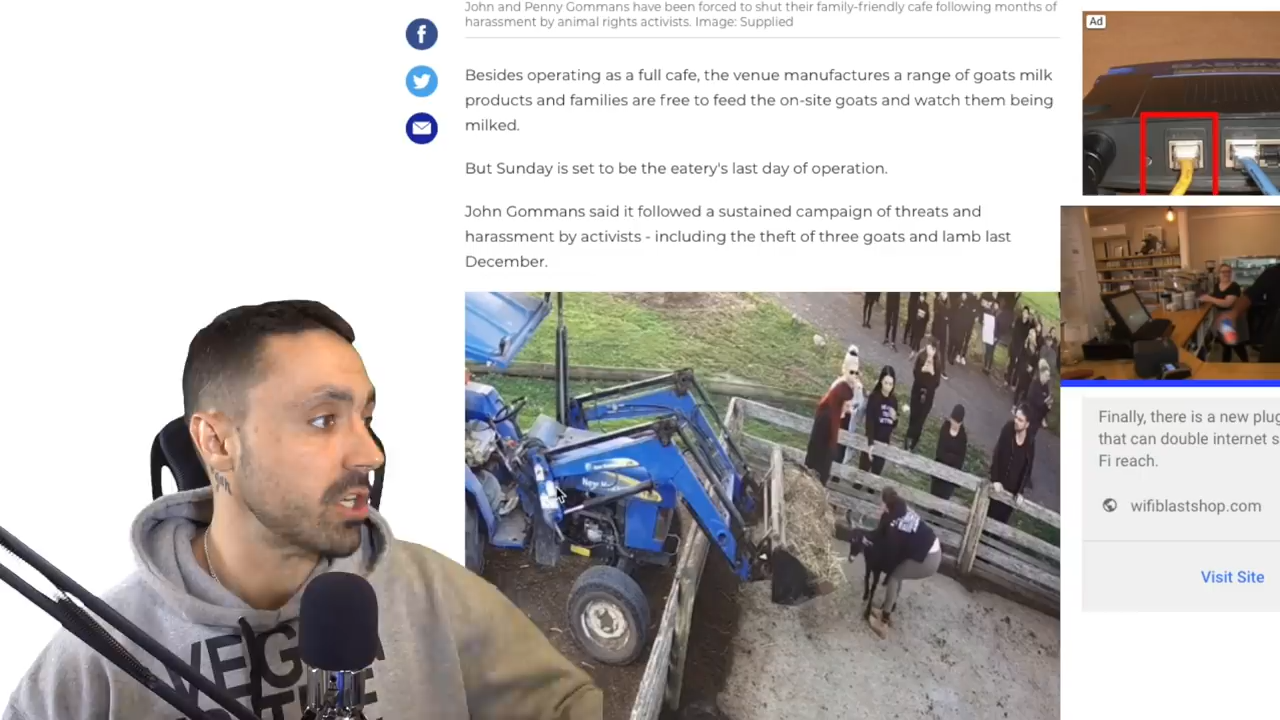 John and Penny Gommans have been forced to shut their family-friendly cafe following months of
harassment by animal rights activists. Image: Supplied
Besides operating as a full cafe, the venue manufactures a range of goats milk
products and families are free to feed the on-site goats and watch them being
milked.
But Sunday is set to be the eatery's last day of operation.
John Gommans said it followed a sustained campaign of threats and
harassment by activists - including the theft of three goats and lamb last
December.
Ad
Finally, there is a new plug
that can double internet s
Fi reach.
wifiblastshop.com
Visit Site